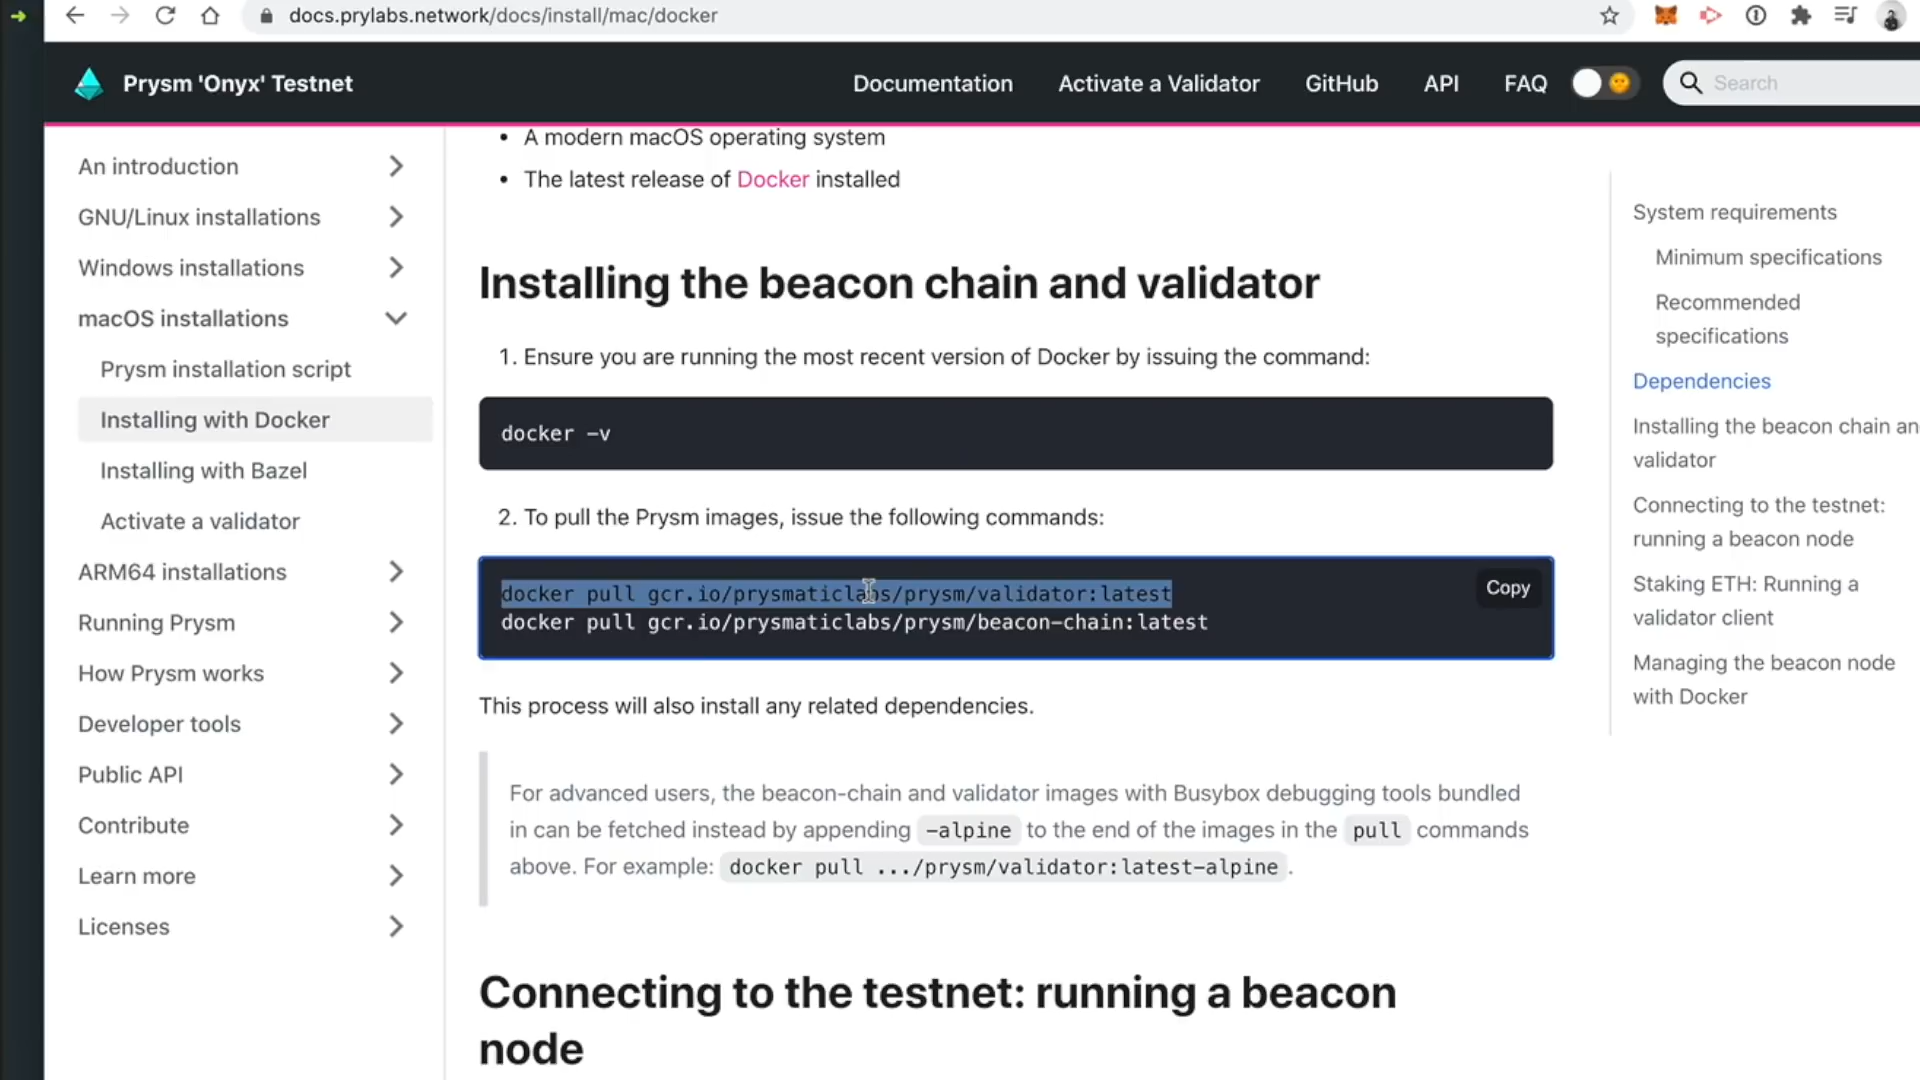 docs.prylabs.network/docs/install/mac/docker
Prysm 'Onyx' Testnet
Documentation
Activate a Validator
GitHub
API
FAQ
Search
An introduction
GNU/Linux installations
Windows installations
macOS installations
Prysm installation script
Installing with Docker
Installing with Bazel
Activate a validator
ARM64 installations
Running Prysm
How Prysm works
Developer tools
Public API
Contribute
Learn more
Licenses
• A modern macOS operating system
• The latest release of Docker installed
Installing the beacon chain and validator
1. Ensure you are running the most recent version of Docker by issuing the command:
docker -v
2. To pull the Prysm images, issue the following commands:
docker pull gcr.io/prysmaticlabs/prysm/validator:latest
Copy
docker pull gcr.io/prysmaticlabs/prysm/beacon-chain:latest
This process will also install any related dependencies.
For advanced users, the beacon-chain and validator images with Busybox debugging tools bundled
in can be fetched instead by appending -alpine to the end of the images in the pull commands
above. For example: docker pull .../prysm/validator:latest-alpine .
Connecting to the testnet: running a beacon
node
System requirements
Minimum specifications
Recommended
specifications
Dependencies
Installing the beacon chain an
validator
Connecting to the testnet:
running a beacon node
Staking ETH: Running a
validator client
Managing the beacon node
with Docker